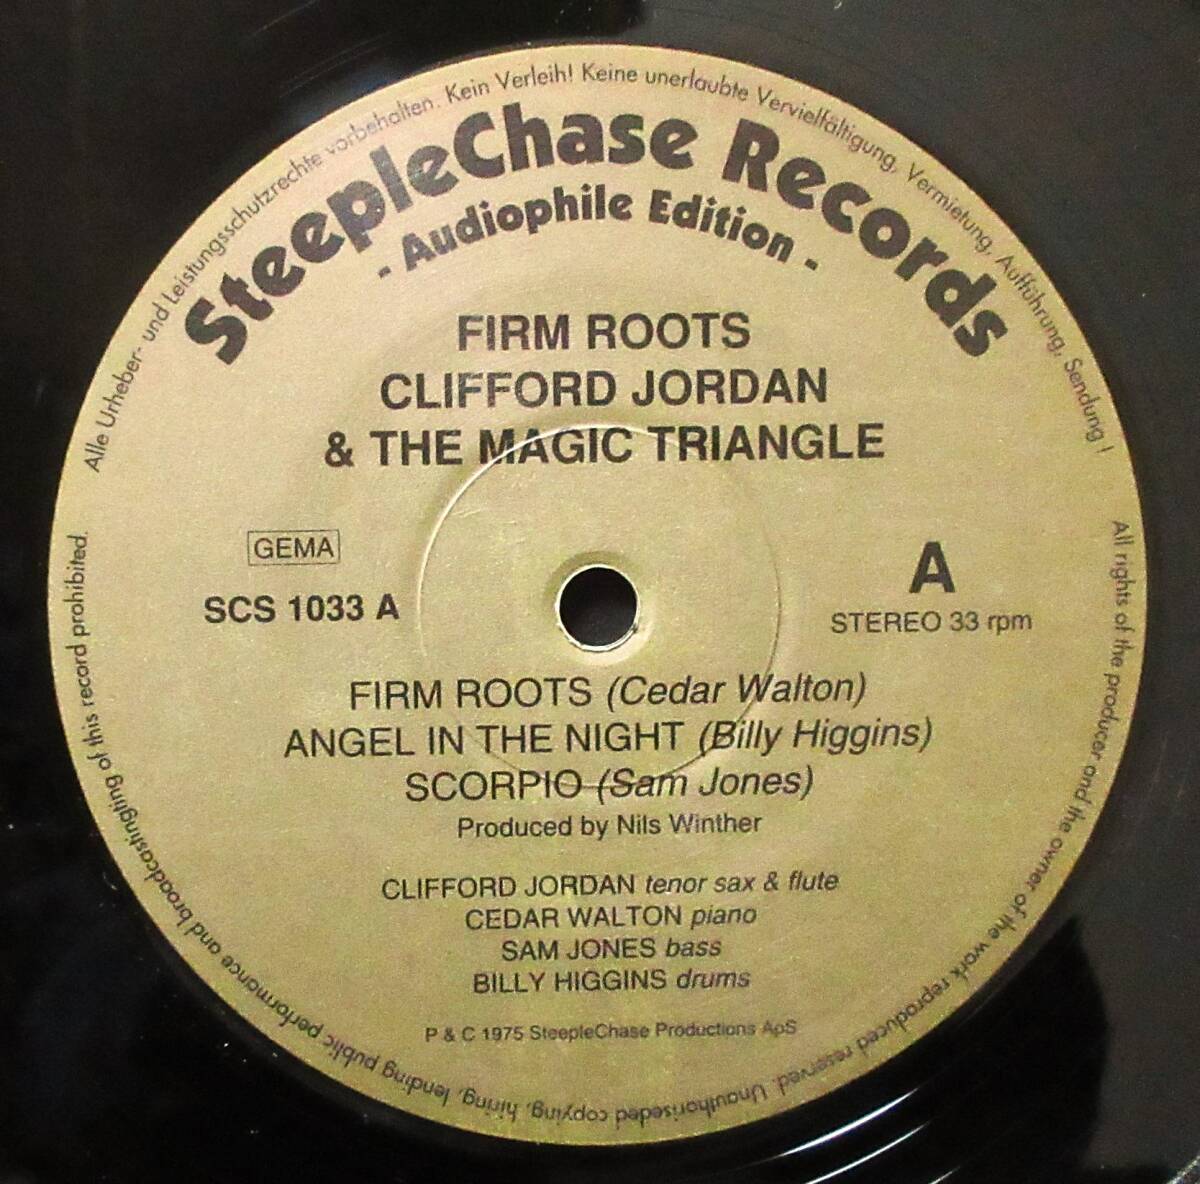 Alle Urheber- und Leistungsschutzrechte vorbehalten. Kein Verleih! Keine unerlaubte Vervielfältigung, Vermietung, Aufführung, Sendung !
SteepleChase Records
- Audiophile Edition -
FIRM ROOTS
CLIFFORD JORDAN
& THE MAGIC TRIANGLE
GEMA
SCS 1033 A
A
STEREO 33 rpm
FIRM ROOTS (Cedar Walton)
ANGEL IN THE NIGHT (Billy Higgins)
SCORPIO (Sam Jones)
Produced by Nils Winther
CLIFFORD JORDAN tenor sax & flute
CEDAR WALTON piano
SAM JONES bass
BILLY HIGGINS drums
P & C 1975 SteepleChase Productions ApS
All rights of the producer and the owner of the work reproduced reserved. Unauthoriseded copying, hiring, lending public performance and broadcastingting of this record prohibited.